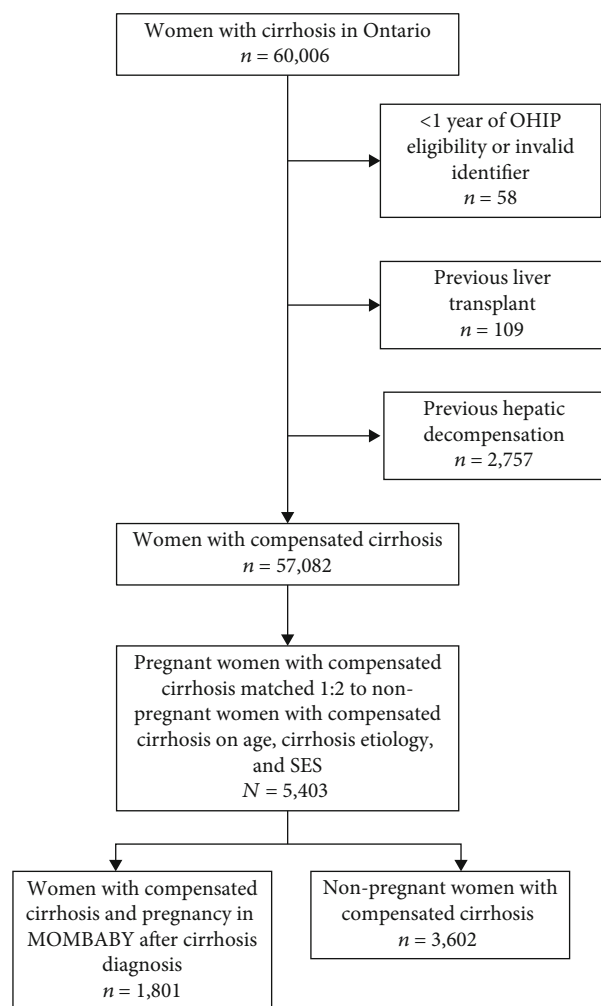 Women with cirrhosis in Ontario
n = 60,006
<1 year of OHIP
eligibility or invalid
identifier
n = 58
Previous liver
transplant
n = 109
Previous hepatic
decompensation
n = 2,757
Women with compensated cirrhosis
n = 57,082
Pregnant women with compensated
cirrhosis matched 1:2 to non-
pregnant women with compensated
cirrhosis on age, cirrhosis etiology,
and SES
N = 5,403
Women with compensated
cirrhosis and pregnancy in
MOMBABY after cirrhosis
diagnosis
n = 1,801
Non-pregnant women with
compensated cirrhosis
n = 3,602